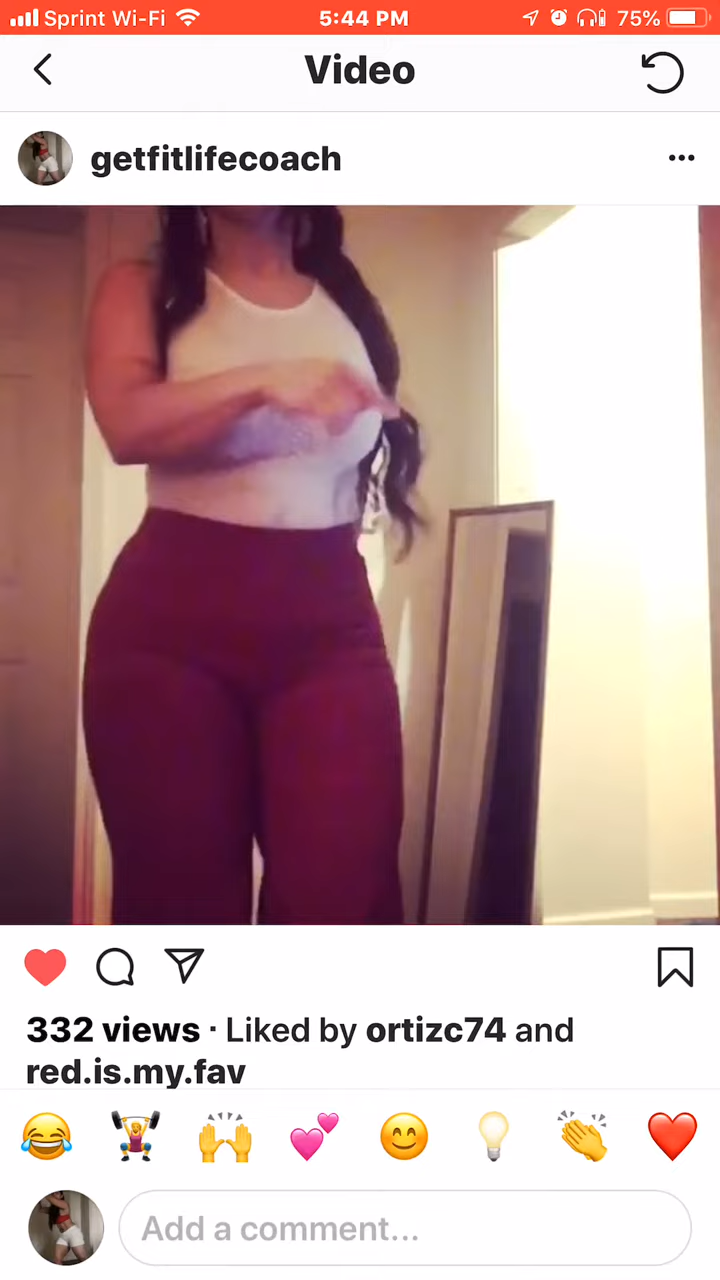 Sprint Wi-Fi 5:44 PM 75%
Video
getfitlifecoach
332 views · Liked by ortizc74 and
red.is.my.fav
Add a comment...